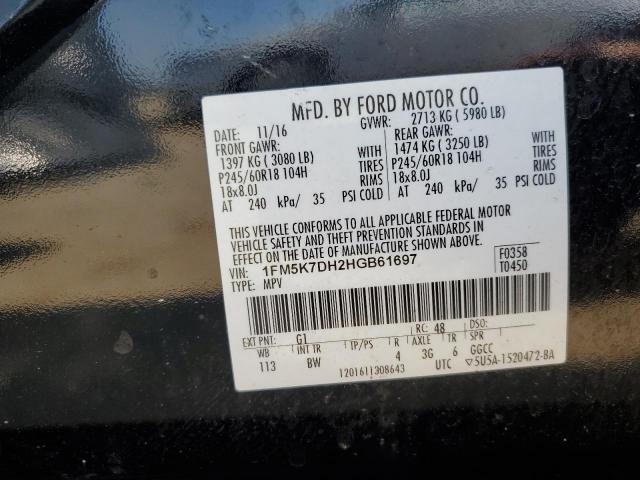 MFD. BY FORD MOTOR CO.
DATE: 11/16 GVWR: 2713 KG ( 5980 LB)
FRONT GAWR: WITH REAR GAWR: WITH
1397 KG ( 3080 LB) TIRES 1474 KG ( 3250 LB) TIRES
P245/60R18 104H RIMS P245/60R18 104H RIMS
18x8.0J 18x8.0J
AT 240 kPa/ 35 PSI COLD AT 240 kPa/ 35 PSI COLD
THIS VEHICLE CONFORMS TO ALL APPLICABLE FEDERAL MOTOR
VEHICLE SAFETY AND THEFT PREVENTION STANDARDS IN
EFFECT ON THE DATE OF MANUFACTURE SHOWN ABOVE.
VIN: 1FM5K7DH2HGB61697 F0358
TYPE: MPV T0450
EXT PNT: G1 RC: 48 DSO:
WB INT TR TP/PS R AXLE TR SPR
113 BW 4 3G 6 GGCC
1201611308643 UTC ▽5U5A-1520472-BA